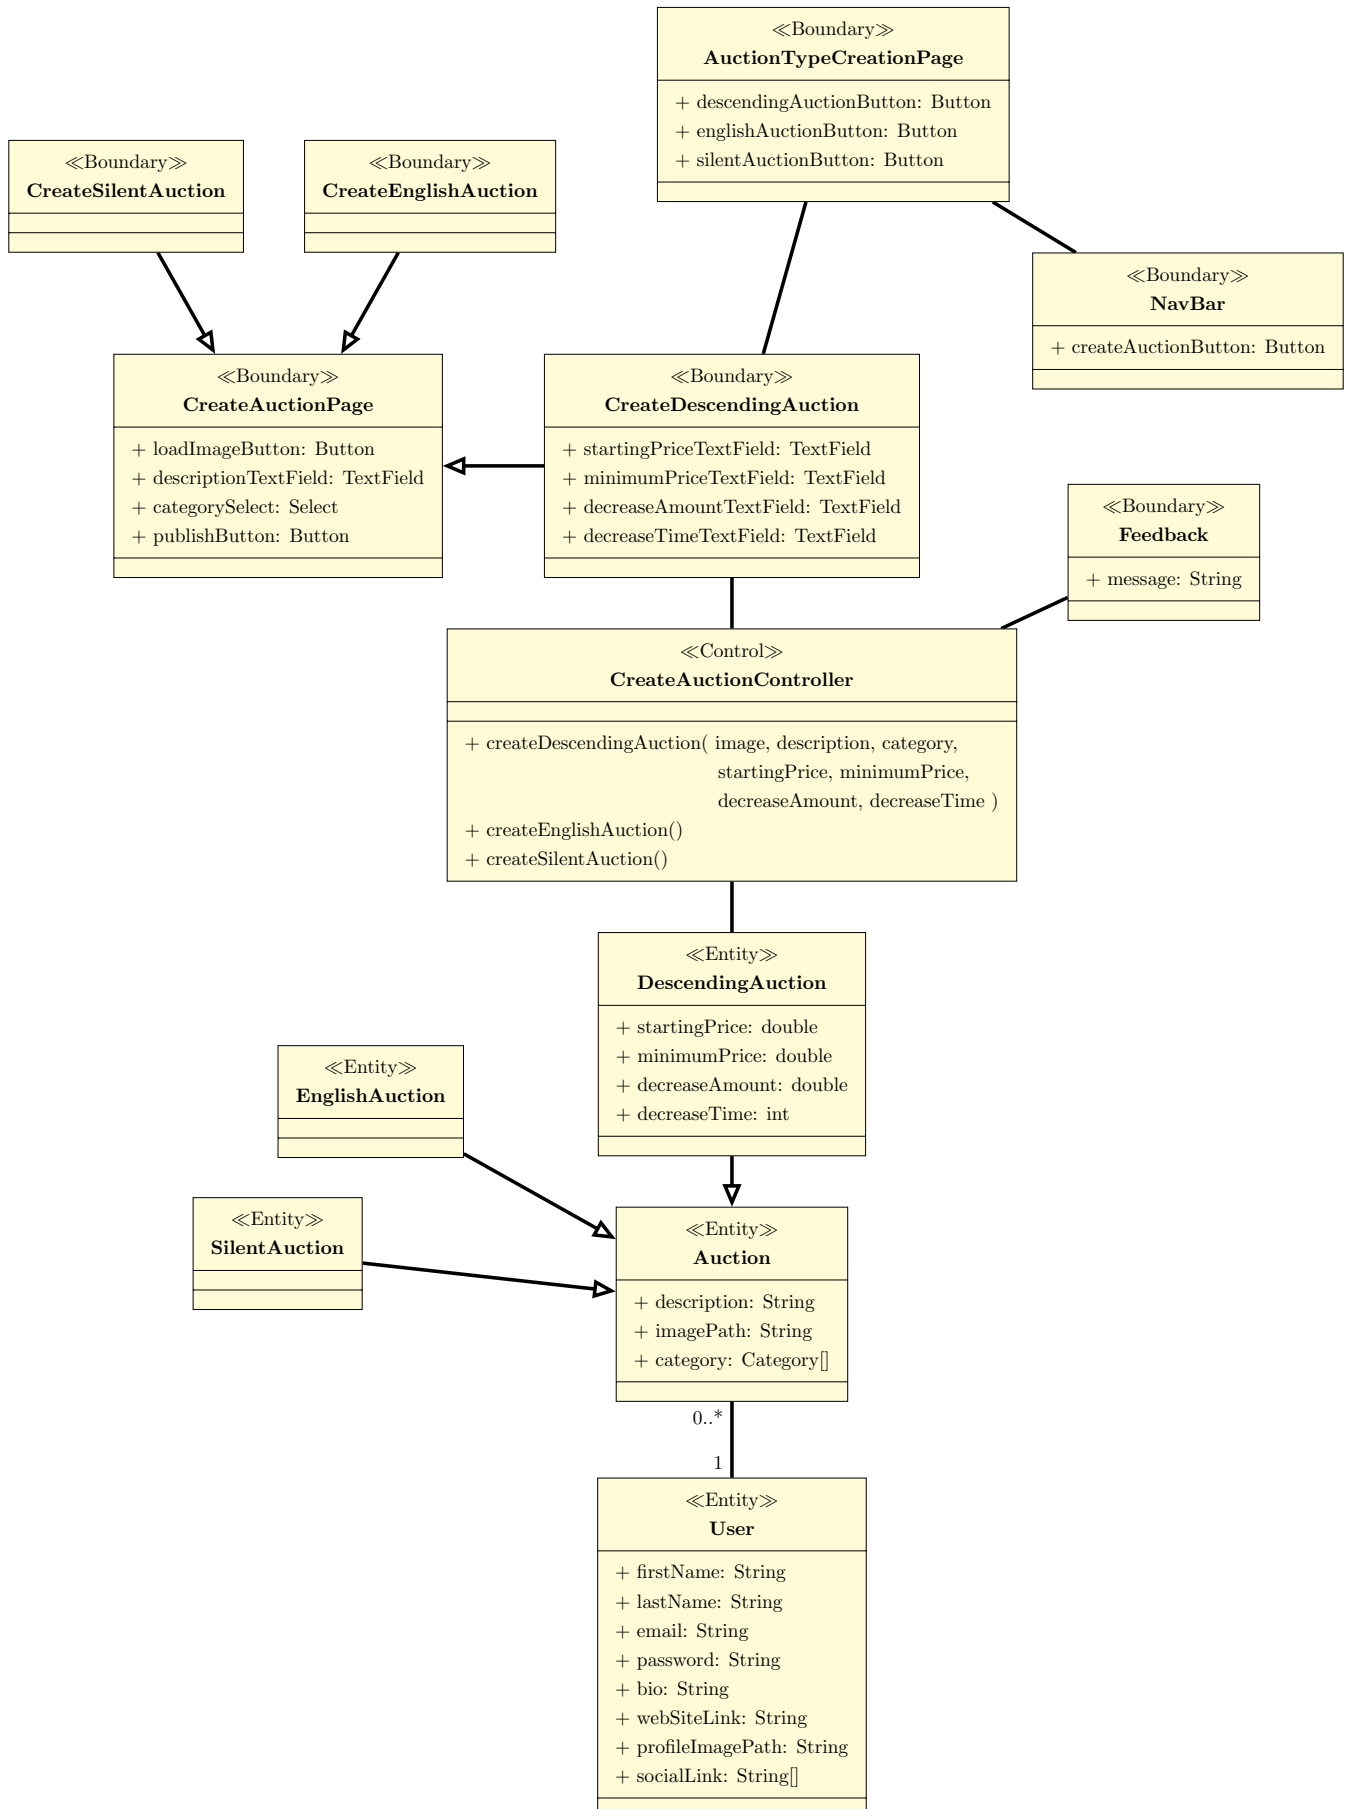 ≪Boundary≫
AuctionTypeCreationPage
+ descendingAuctionButton: Button
+ englishAuctionButton: Button
+ silentAuctionButton: Button
≪Boundary≫
CreateSilentAuction
≪Boundary≫
CreateEnglishAuction
≪Boundary≫
NavBar
+ createAuctionButton: Button
≪Boundary≫
CreateAuctionPage
+ loadImageButton: Button
+ descriptionTextField: TextField
+ categorySelect: Select
+ publishButton: Button
≪Boundary≫
CreateDescendingAuction
+ startingPriceTextField: TextField
+ minimumPriceTextField: TextField
+ decreaseAmountTextField: TextField
+ decreaseTimeTextField: TextField
≪Boundary≫
Feedback
+ message: String
≪Control≫
CreateAuctionController
+ createDescendingAuction( image, description, category,
startingPrice, minimumPrice,
decreaseAmount, decreaseTime )
+ createEnglishAuction()
+ createSilentAuction()
≪Entity≫
DescendingAuction
+ startingPrice: double
+ minimumPrice: double
+ decreaseAmount: double
+ decreaseTime: int
≪Entity≫
EnglishAuction
≪Entity≫
SilentAuction
≪Entity≫
Auction
+ description: String
+ imagePath: String
+ category: Category[]
0..*
1
≪Entity≫
User
+ firstName: String
+ lastName: String
+ email: String
+ password: String
+ bio: String
+ webSiteLink: String
+ profileImagePath: String
+ socialLink: String[]